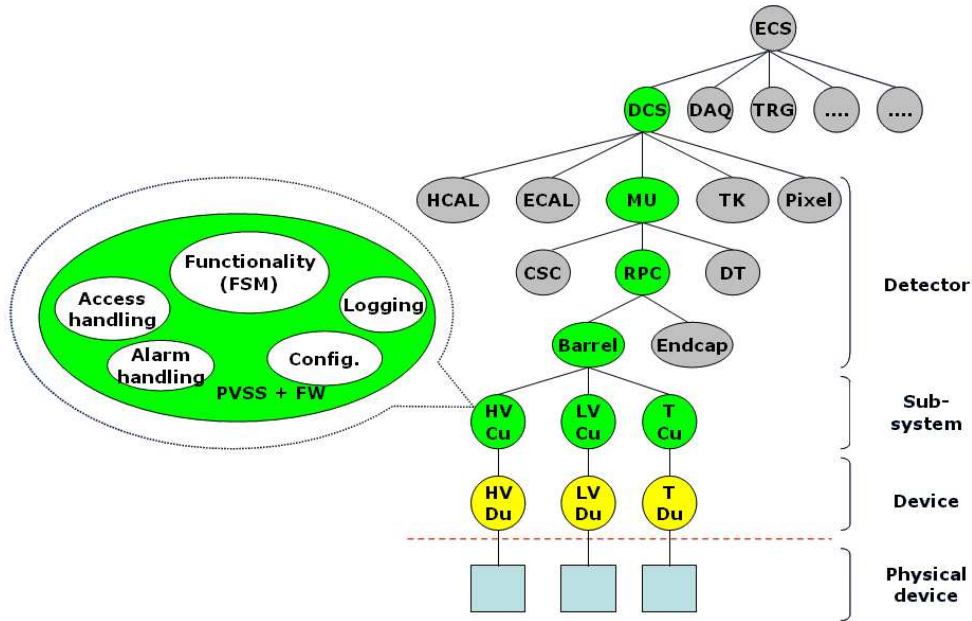 ECS
DCS
DAQ
TRG
....
....
HCAL
ECAL
MU
TK
Pixel
CSC
RPC
DT
Detector
Barrel
Endcap
Functionality
(FSM)
Access
handling
Logging
Alarm
handling
Config.
PVSS + FW
HV
Cu
LV
Cu
T
Cu
Sub-
system
HV
Du
LV
Du
T
Du
Device
Physical
device